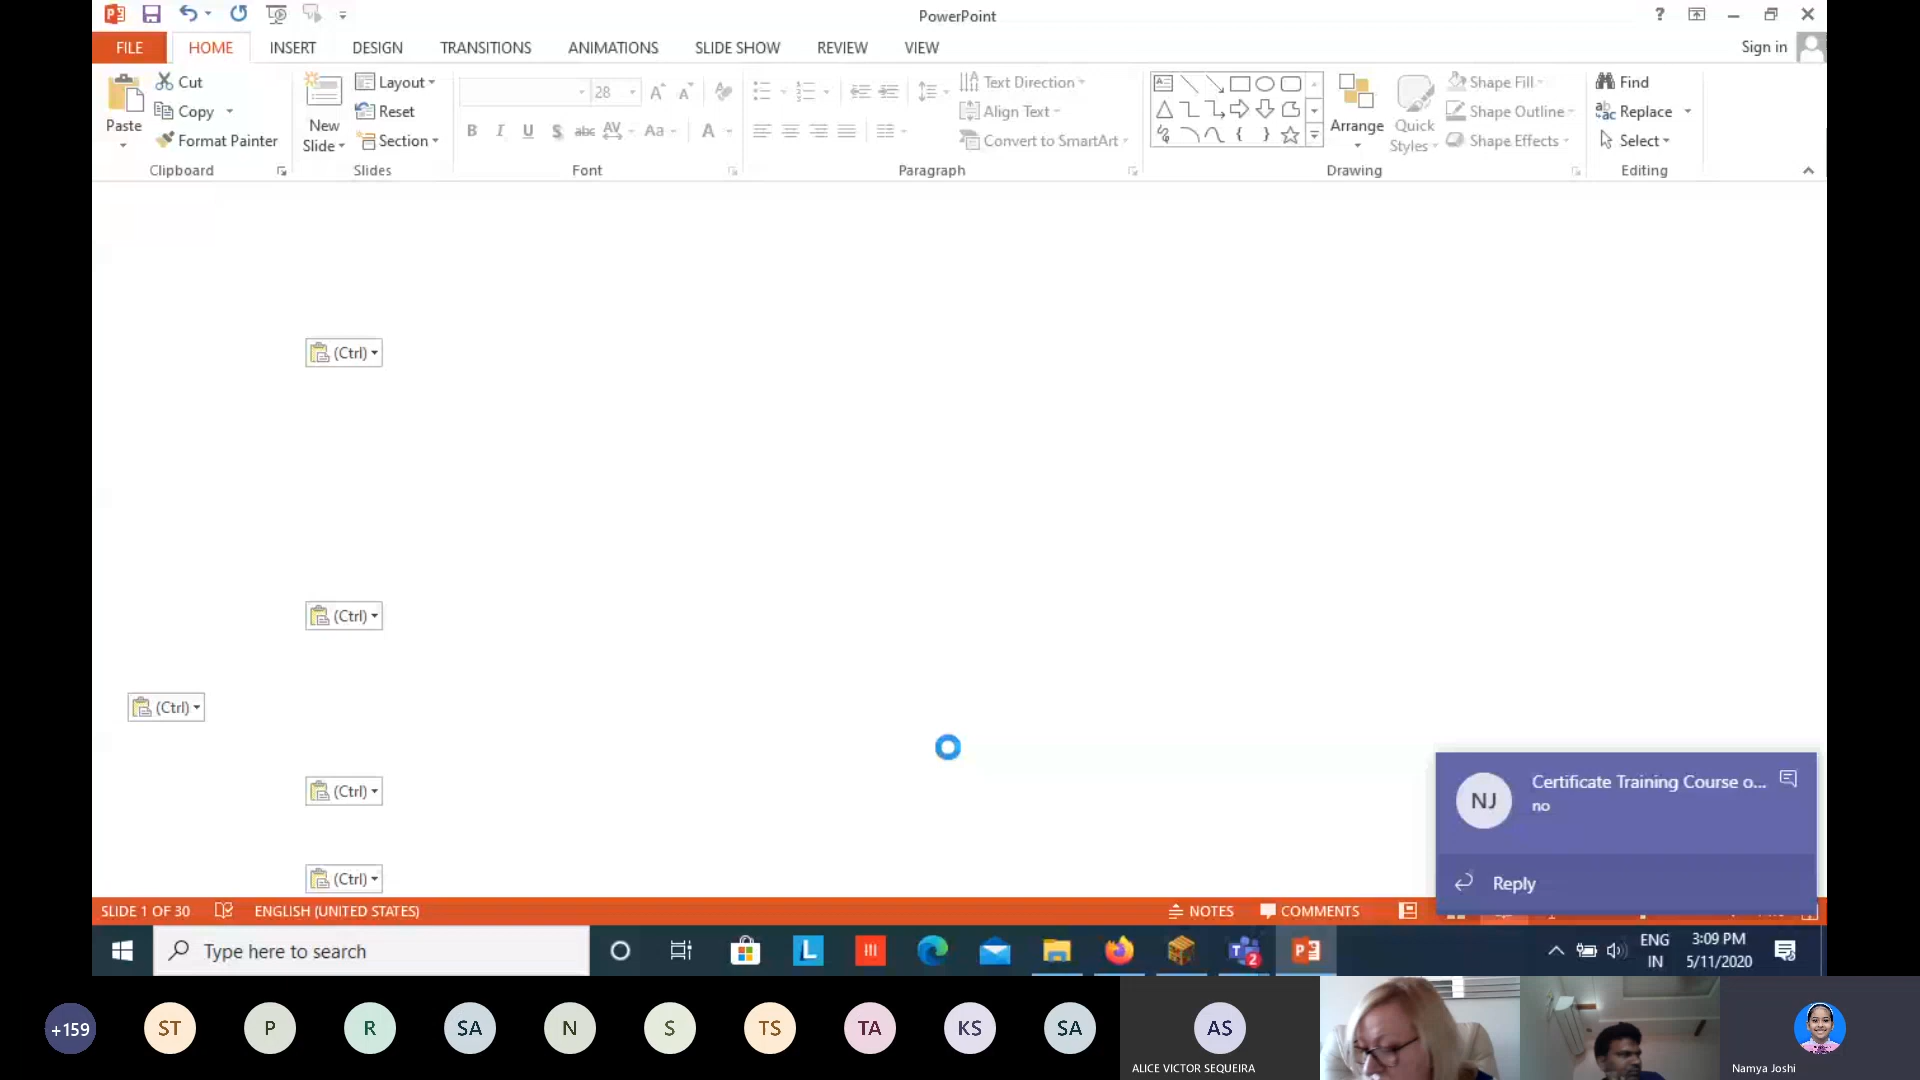 PowerPoint
FILE HOME INSERT DESIGN TRANSITIONS ANIMATIONS SLIDE SHOW REVIEW VIEW Sign in
Paste
Cut
Copy
Format Painter
Clipboard
New
Slide
Layout
Reset
Section
Slides
28
B I U S abc AV Aa A
Font
Text Direction
Align Text
Convert to SmartArt
Paragraph
Arrange
Quick
Styles
Shape Fill
Shape Outline
Shape Effects
Drawing
Find
Replace
Select
Editing
(Ctrl)
(Ctrl)
(Ctrl)
(Ctrl)
(Ctrl)
NJ
Certificate Training Course o...
no
Reply
SLIDE 1 OF 30 ENGLISH (UNITED STATES) NOTES COMMENTS
Type here to search
2
ENG
IN
3:09 PM
5/11/2020
+159 ST P R SA N S TS TA KS SA AS
ALICE VICTOR SEQUEIRA
Namya Joshi